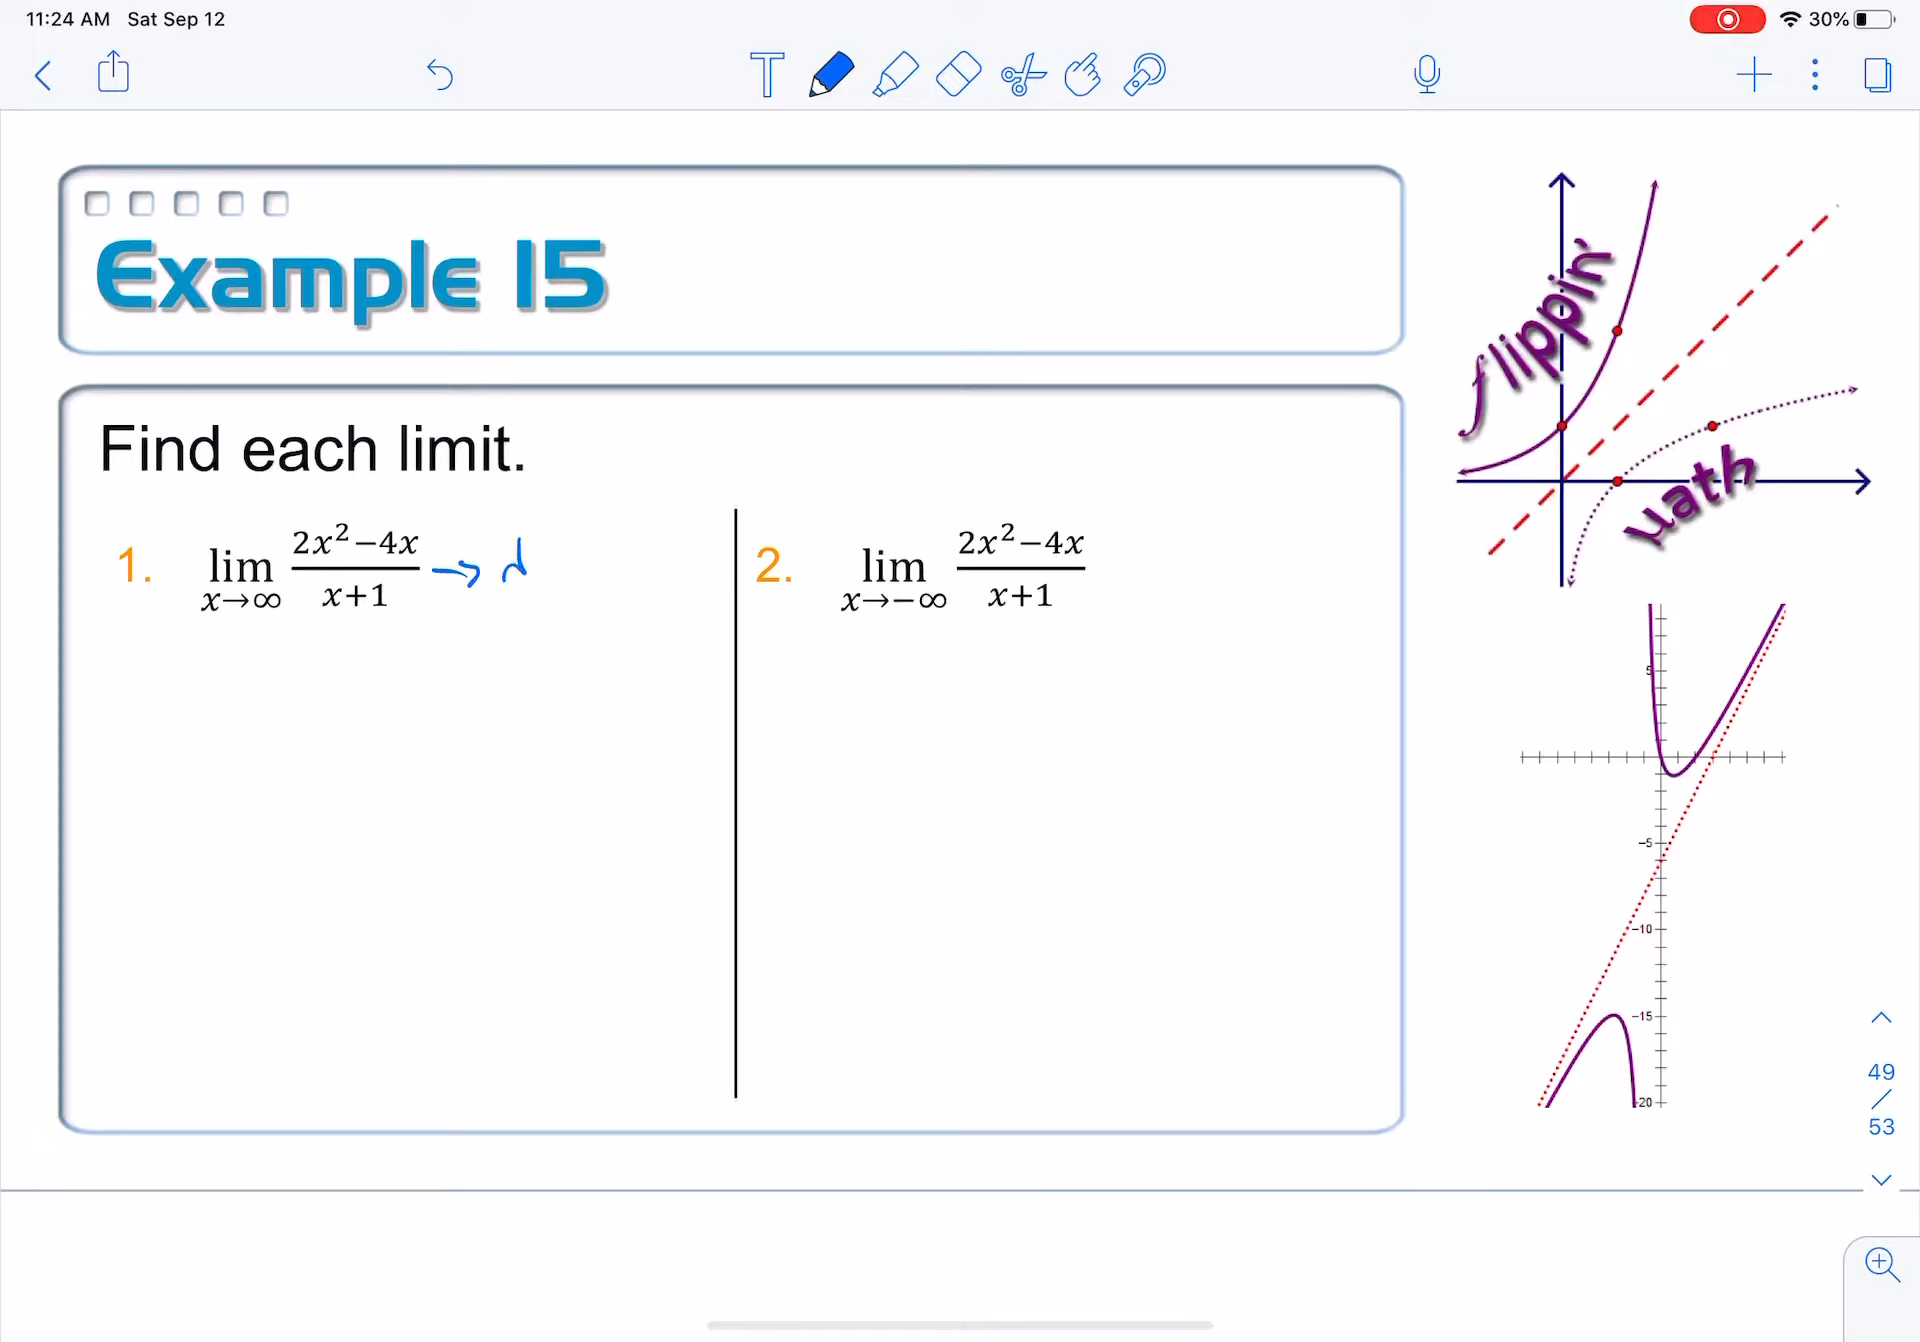 11:24 AM Sat Sep 12
30%
Example 15
Find each limit.
1. lim x→∞ (2x²−4x)/(x+1) →
2. lim x→−∞ (2x²−4x)/(x+1)
flippin'
math
5
−5
−10
−15
−20
49
/
53